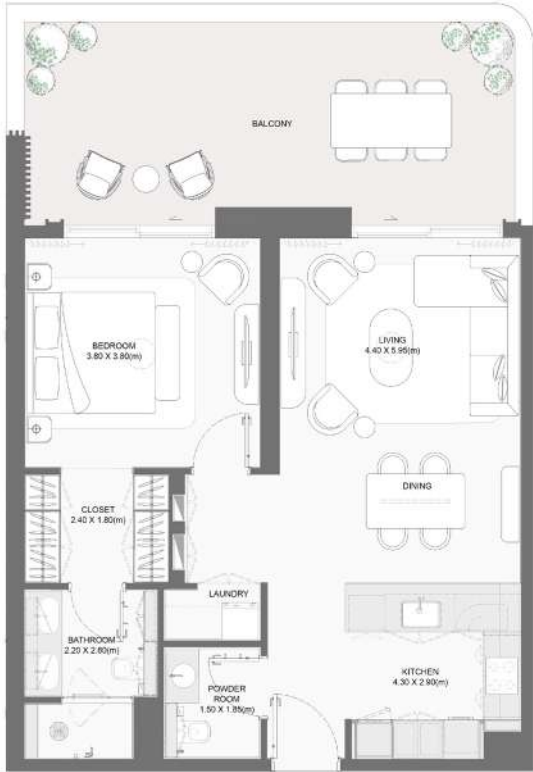 BALCONY
BEDROOM
3.80 X 3.80(m)
LIVING
4.40 X 5.95(m)
DINING
CLOSET
2.40 X 1.80(m)
LAUNDRY
BATHROOM
2.20 X 2.60(m)
POWDER
ROOM
1.50 X 1.85(m)
KITCHEN
4.30 X 2.90(m)